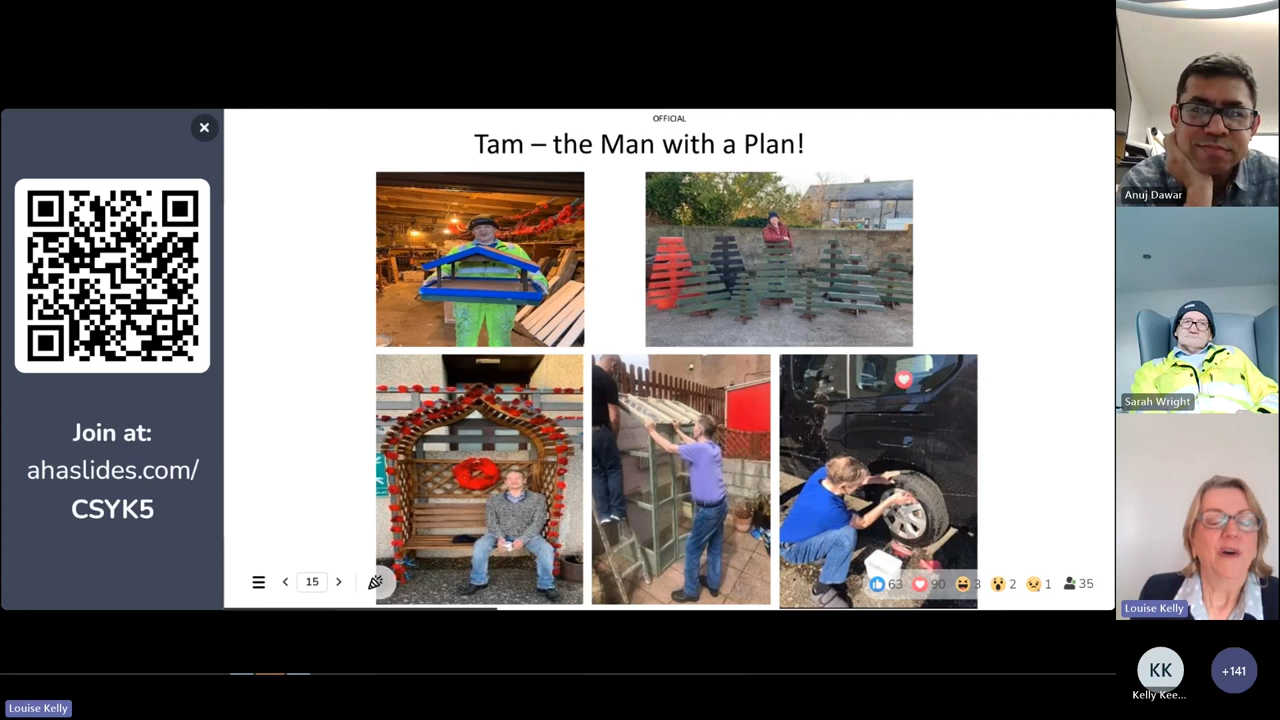 OFFICIAL
Tam – the Man with a Plan!
Join at:
ahaslides.com/
CSYK5
15
63
90
3
2
1
35
Anuj Dawar
Sarah Wright
Louise Kelly
KK
Kelly Kee...
+141
Louise Kelly